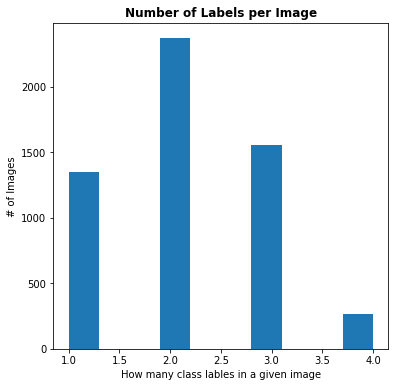 Number of Labels per Image
# of Images
2000
1500
1000
500
0
1.0 1.5 2.0 2.5 3.0 3.5 4.0
How many class lables in a given image